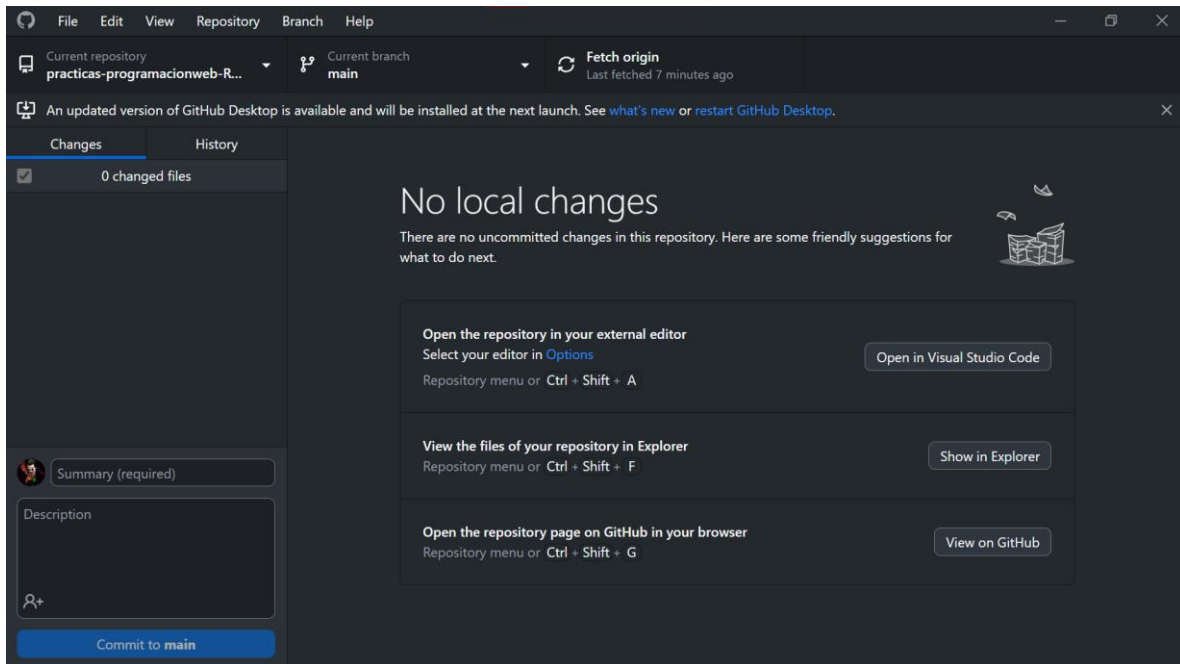 File Edit View Repository Branch Help
Current repository
practicas-programacionweb-R...
Current branch
main
Fetch origin
Last fetched 7 minutes ago
An updated version of GitHub Desktop is available and will be installed at the next launch. See what's new or restart GitHub Desktop.
Changes History
0 changed files
No local changes
There are no uncommitted changes in this repository. Here are some friendly suggestions for
what to do next.
Open the repository in your external editor
Select your editor in Options
Repository menu or Ctrl + Shift + A
Open in Visual Studio Code
View the files of your repository in Explorer
Repository menu or Ctrl + Shift + F
Show in Explorer
Open the repository page on GitHub in your browser
Repository menu or Ctrl + Shift + G
View on GitHub
Summary (required)
Description
Commit to main